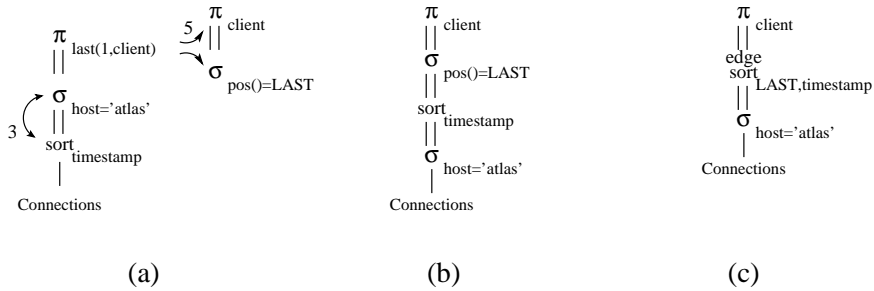 π
last(1,client)
σ
host='atlas'
3
sort
timestamp
Connections
5
π
client
σ
pos()=LAST
(a)
π
client
σ
pos()=LAST
sort
timestamp
σ
host='atlas'
Connections
(b)
π
client
edge
sort
LAST,timestamp
σ
host='atlas'
Connections
(c)